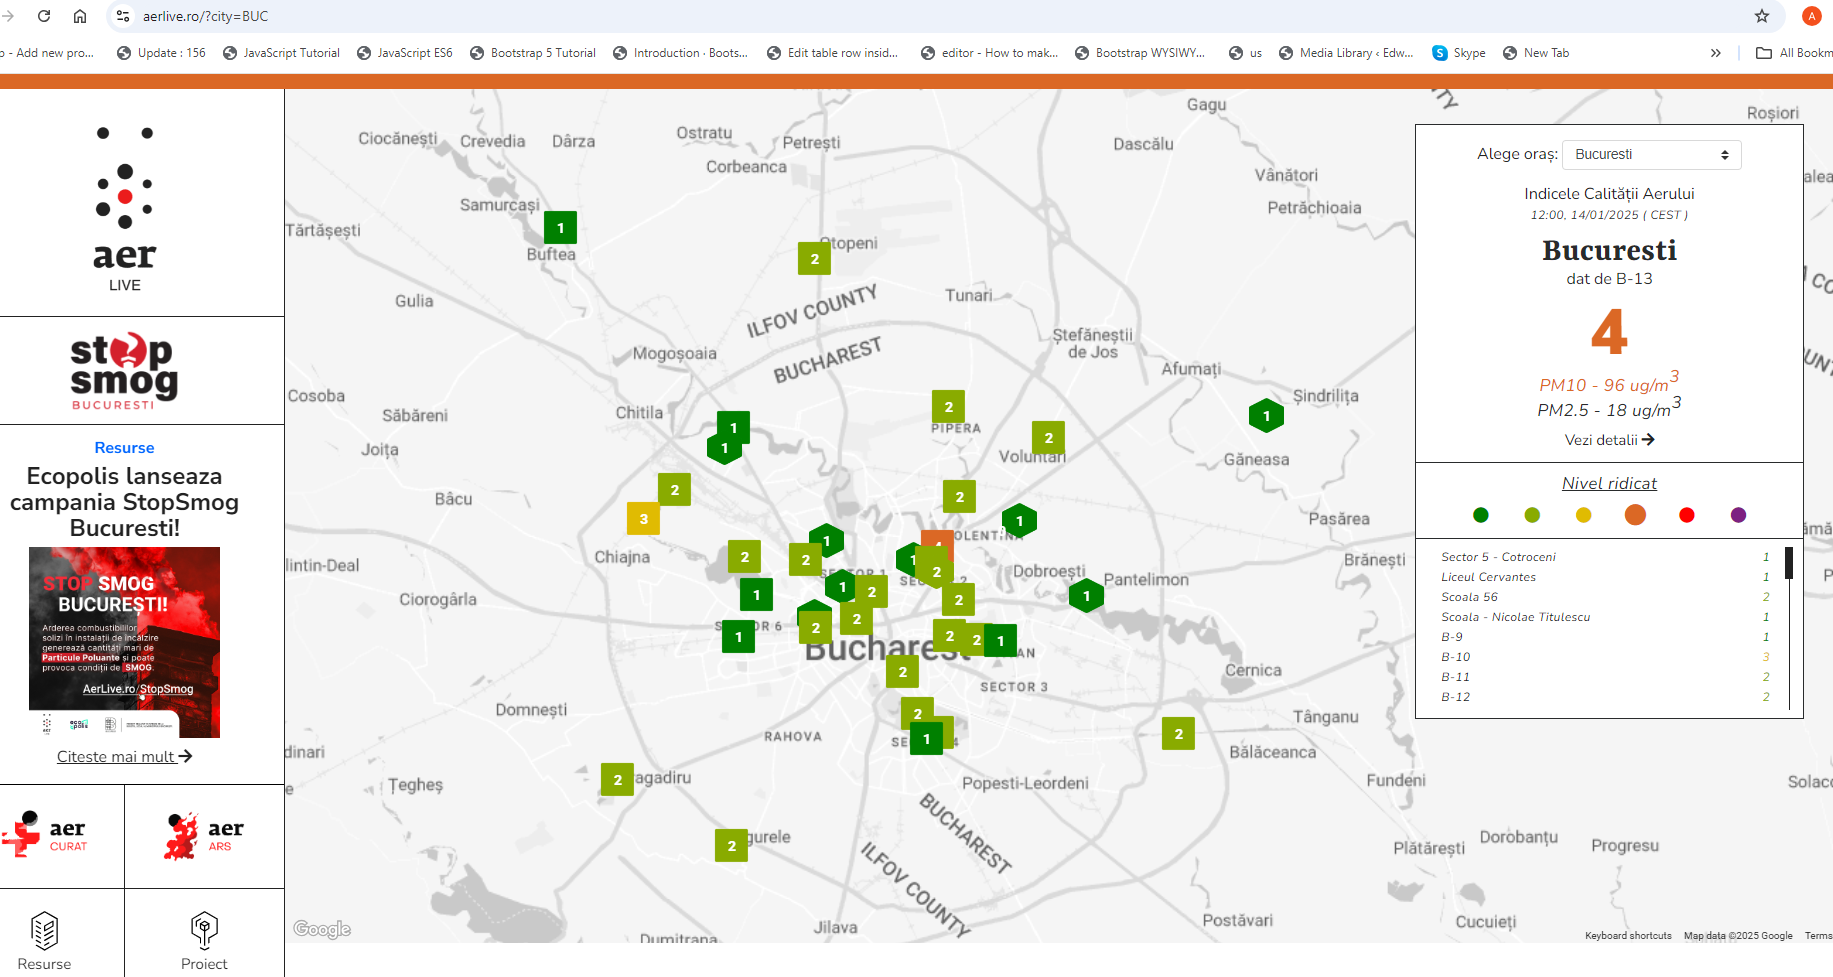 aerlive.ro/?city=BUC
A
- Add new pro...
Update : 156
JavaScript Tutorial
JavaScript ES6
Bootstrap 5 Tutorial
Introduction · Boots...
Edit table row insid...
editor - How to mak...
Bootstrap WYSIWY...
us
Media Library ‹ Edw...
Skype
New Tab
»
All Bookm
aer
LIVE
stop
smog
BUCURESTI
Resurse
Ecopolis lanseaza
campania StopSmog
Bucuresti!
STOP SMOG
BUCUREȘTI!
Arderea combustibililor
solizi în instalații de încălzire
generează cantități mari de
Particule Poluante și poate
provoca condiții de SMOG.
AerLive.ro/StopSmog
Citeste mai mult
aer
CURAT
aer
ARS
Resurse
Proiect
Ciocănești
Crevedia
Dârza
Ostratu
Petrești
Corbeanca
Gagu
Dascălu
Roșiori
Vânători
Petrăchioaia
Samurcași
1
Tărtășești
Buftea
Otopeni
2
Gulia
Tunari
ILFOV COUNTY
BUCHAREST
Ștefăneștii
de Jos
Mogoșoaia
Afumați
Cosoba
Săbăreni
Chitila
1
1
2
PIPERA
2
Voluntari
1
Șindrilița
Joița
Găneasa
Bâcu
2
3
2
1
Pasărea
Chiajna
2
2
1
1
4
2
Dobroești
Pantelimon
Brănești
lintin-Deal
Ciorogârla
1
1
2
2
1
SECTOR 1
2
2
1
2
2
1
Bucharest
2
SECTOR 3
Cernica
Domnești
RAHOVA
2
1
2
Tânganu
Bălăceanca
dinari
Tegheș
2
ragadiru
Popesti-Leordeni
Fundeni
Solaco
2
gurele
BUCHAREST
ILFOV COUNTY
Plătărești
Dorobanțu
Progresu
Jilava
Dumitrana
Postăvari
Cucuieți
Google
Keyboard shortcuts
Map data ©2025 Google
Terms
Alege oraș: Bucuresti
Indicele Calității Aerului
12:00, 14/01/2025 ( CEST )
Bucuresti
dat de B-13
4
PM10 - 96 ug/m3
PM2.5 - 18 ug/m3
Vezi detalii
Nivel ridicat
Sector 5 - Cotroceni 1
Liceul Cervantes 1
Scoala 56 2
Scoala - Nicolae Titulescu 1
B-9 1
B-10 3
B-11 2
B-12 2